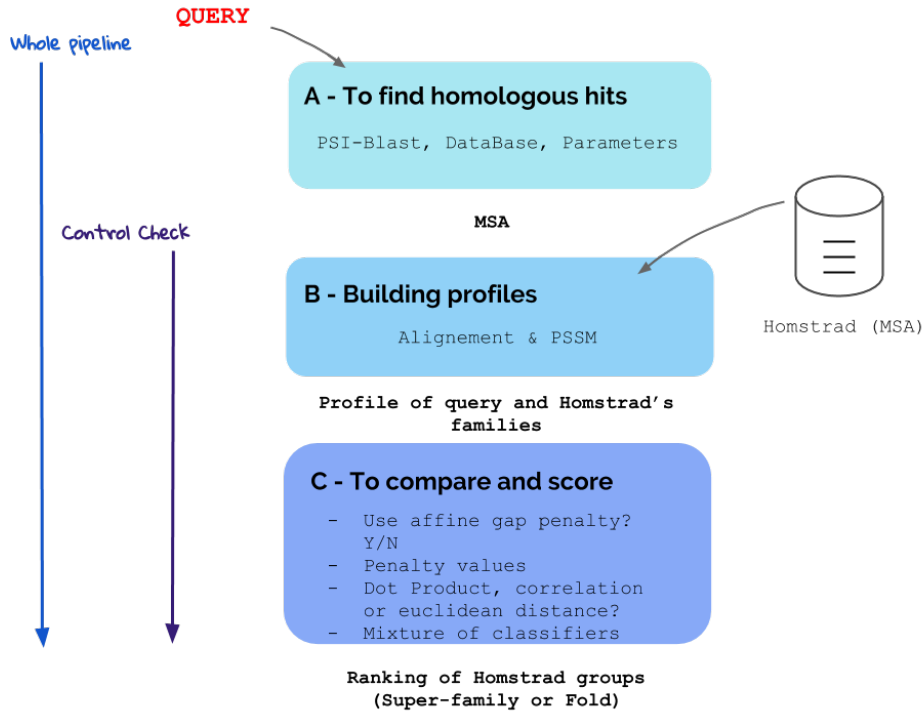 QUERY
Whole pipeline
A - To find homologous hits
PSI-Blast, DataBase, Parameters
MSA
Control Check
B - Building profiles
Alignement & PSSM
Homstrad (MSA)
Profile of query and Homstrad's
families
C - To compare and score
- Use affine gap penalty?
Y/N
- Penalty values
- Dot Product, correlation
or euclidean distance?
- Mixture of classifiers
Ranking of Homstrad groups
(Super-family or Fold)